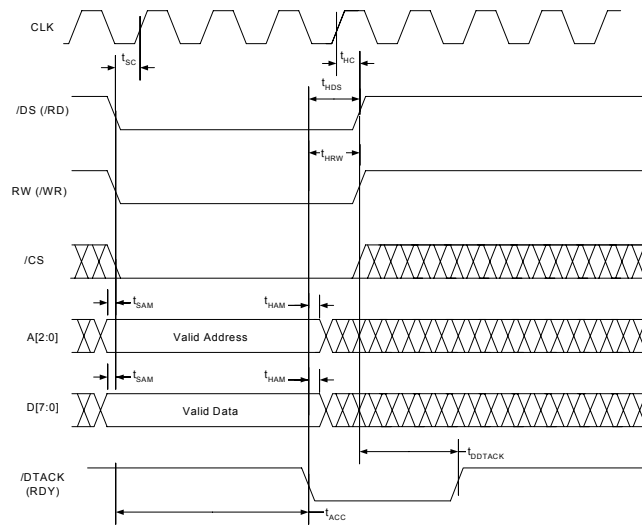 CLK
tSC
tHC
tHDS
/DS (/RD)
tHRW
RW (/WR)
/CS
tSAM
tHAM
A[2:0]
Valid Address
tSAM
tHAM
D[7:0]
Valid Data
tDDTACK
/DTACK
(RDY)
tACC